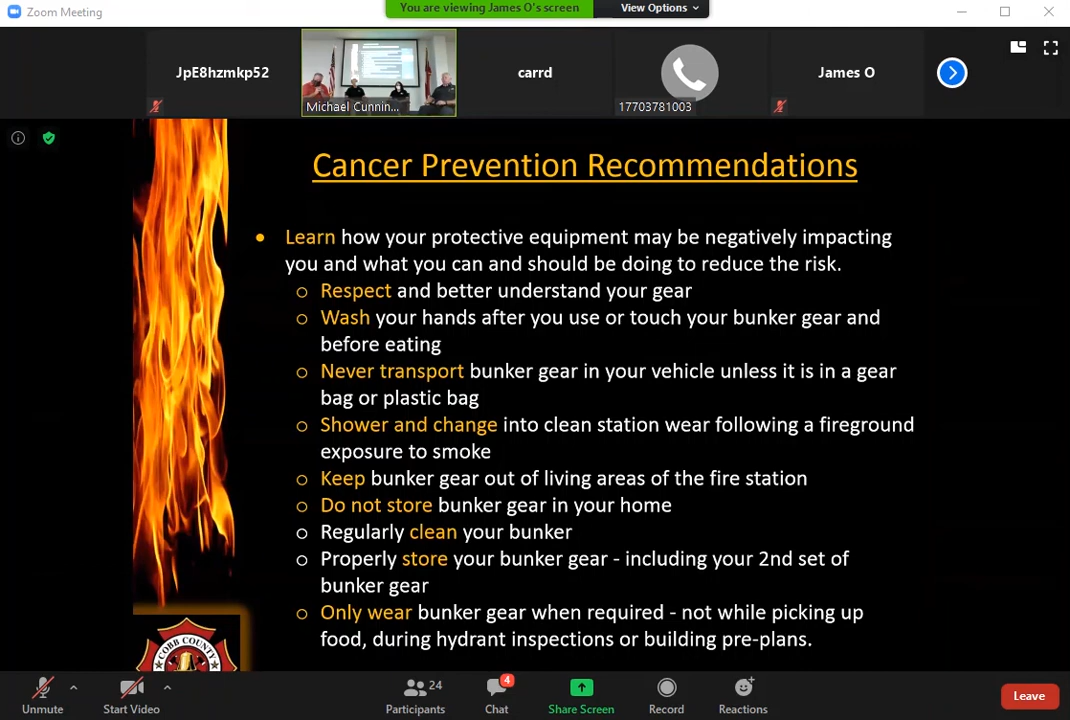 Zoom Meeting
You are viewing James O's screen
View Options
JpE8hzmkp52
Michael Cunnin...
carrd
17703781003
James O
Cancer Prevention Recommendations
• Learn how your protective equipment may be negatively impacting
you and what you can and should be doing to reduce the risk.
o Respect and better understand your gear
o Wash your hands after you use or touch your bunker gear and
before eating
o Never transport bunker gear in your vehicle unless it is in a gear
bag or plastic bag
o Shower and change into clean station wear following a fireground
exposure to smoke
o Keep bunker gear out of living areas of the fire station
o Do not store bunker gear in your home
o Regularly clean your bunker
o Properly store your bunker gear - including your 2nd set of
bunker gear
o Only wear bunker gear when required - not while picking up
food, during hydrant inspections or building pre-plans.
COBB COUNTY
Unmute
Start Video
24
Participants
4
Chat
Share Screen
Record
Reactions
Leave